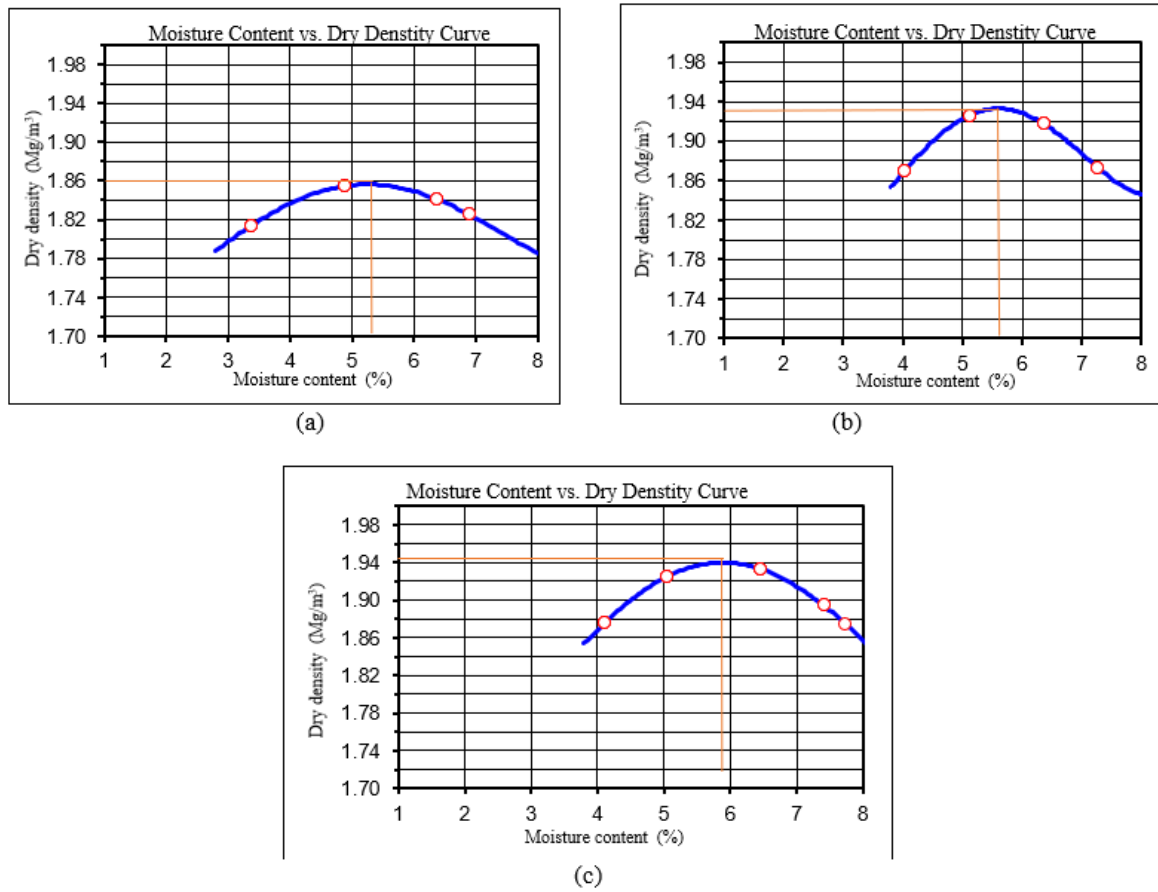 Moisture Content vs. Dry Denstity Curve
Dry density (Mg/m³)
1.98
1.94
1.90
1.86
1.82
1.78
1.74
1.70
1 2 3 4 5 6 7 8
Moisture content (%)
(a)
Moisture Content vs. Dry Denstity Curve
Dry density (Mg/m³)
1.98
1.94
1.90
1.86
1.82
1.78
1.74
1.70
1 2 3 4 5 6 7 8
Moisture content (%)
(b)
Moisture Content vs. Dry Denstity Curve
Dry density (Mg/m³)
1.98
1.94
1.90
1.86
1.82
1.78
1.74
1.70
1 2 3 4 5 6 7 8
Moisture content (%)
(c)